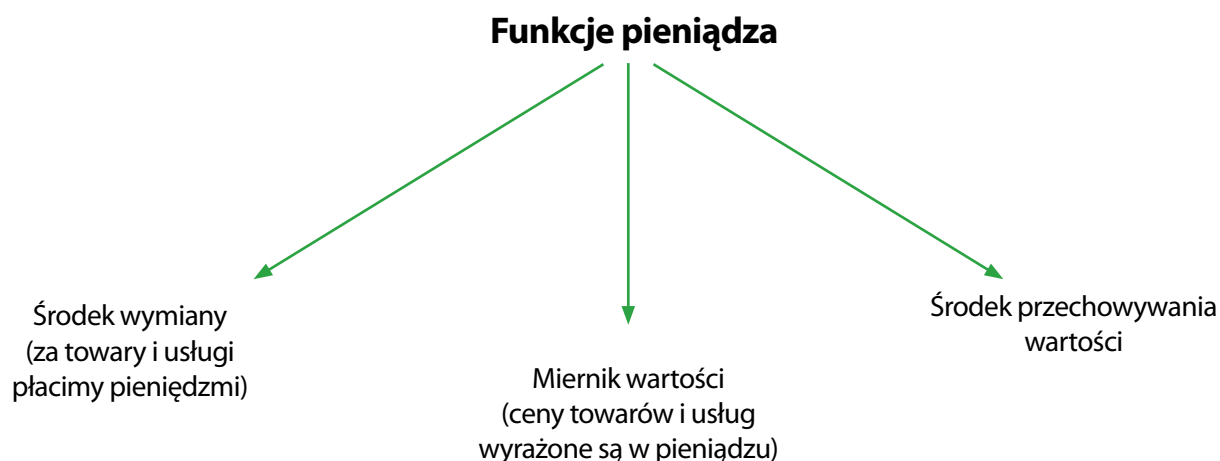 Funkcje pieniądza
Środek wymiany
(za towary i usługi
płacimy pieniędzmi)
Miernik wartości
(ceny towarów i usług
wyrażone są w pieniądzu)
Środek przechowywania
wartości